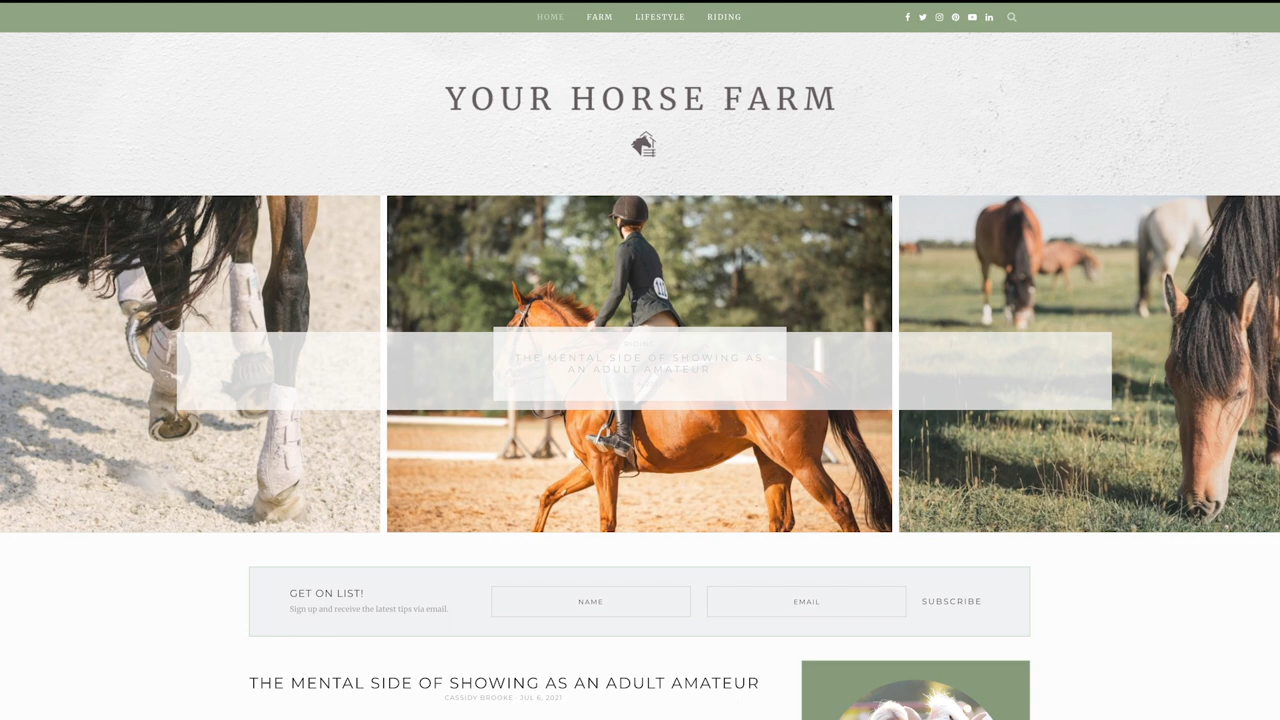 HOME FARM LIFESTYLE RIDING
YOUR HORSE FARM
RIDING
THE MENTAL SIDE OF SHOWING AS
AN ADULT AMATEUR
GET ON LIST!
Sign up and receive the latest tips via email.
NAME
EMAIL
SUBSCRIBE
THE MENTAL SIDE OF SHOWING AS AN ADULT AMATEUR
CASSIDY BROOKE · JUL 6, 2021